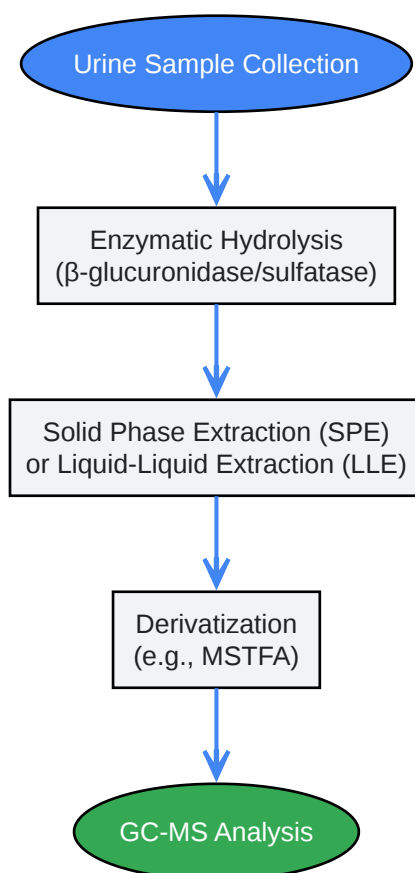 Urine Sample Collection
Enzymatic Hydrolysis
(β-glucuronidase/sulfatase)
Solid Phase Extraction (SPE)
or Liquid-Liquid Extraction (LLE)
Derivatization
(e.g., MSTFA)
GC-MS Analysis